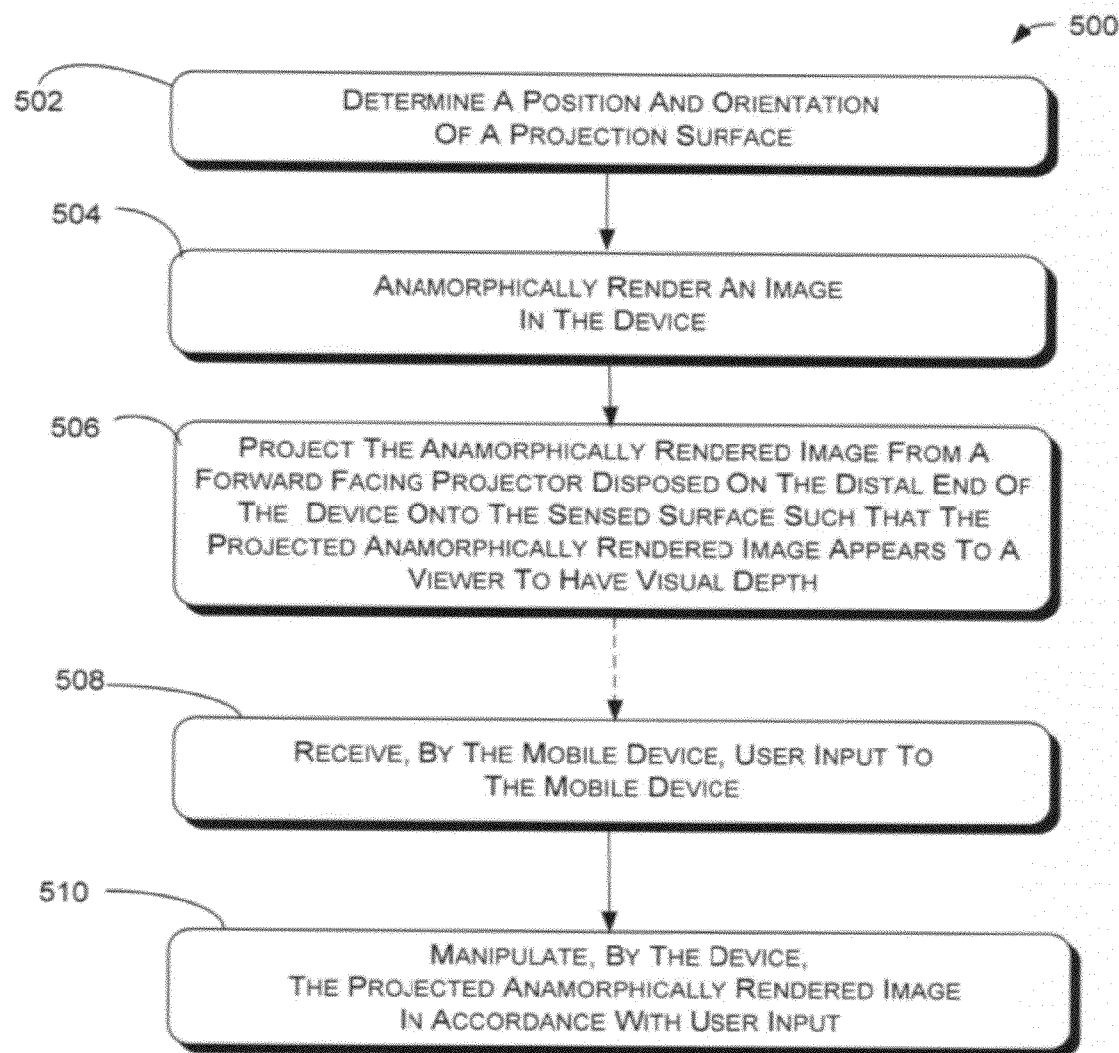 500
502
DETERMINE A POSITION AND ORIENTATION
OF A PROJECTION SURFACE
504
ANAMORPHICALLY RENDER AN IMAGE
IN THE DEVICE
506
PROJECT THE ANAMORPHICALLY RENDERED IMAGE FROM A
FORWARD FACING PROJECTOR DISPOSED ON THE DISTAL END OF
THE DEVICE ONTO THE SENSED SURFACE SUCH THAT THE
PROJECTED ANAMORPHICALLY RENDERED IMAGE APPEARS TO A
VIEWER TO HAVE VISUAL DEPTH
508
RECEIVE, BY THE MOBILE DEVICE, USER INPUT TO
THE MOBILE DEVICE
510
MANIPULATE, BY THE DEVICE,
THE PROJECTED ANAMORPHICALLY RENDERED IMAGE
IN ACCORDANCE WITH USER INPUT